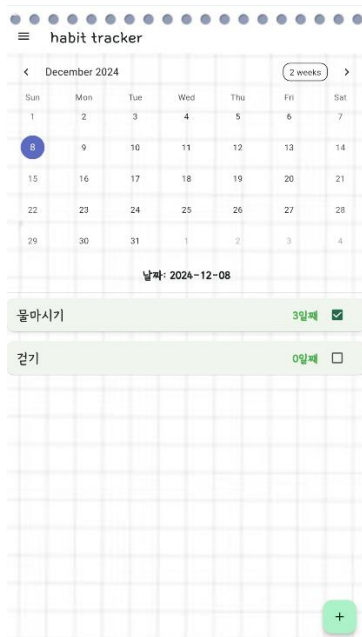 habit tracker
December 2024 2 weeks
Sun Mon Tue Wed Thu Fri Sat
1 2 3 4 5 6 7
8 9 10 11 12 13 14
15 16 17 18 19 20 21
22 23 24 25 26 27 28
29 30 31 1 2 3 4
날짜: 2024-12-08
물마시기 3일째
걷기 0일째
+